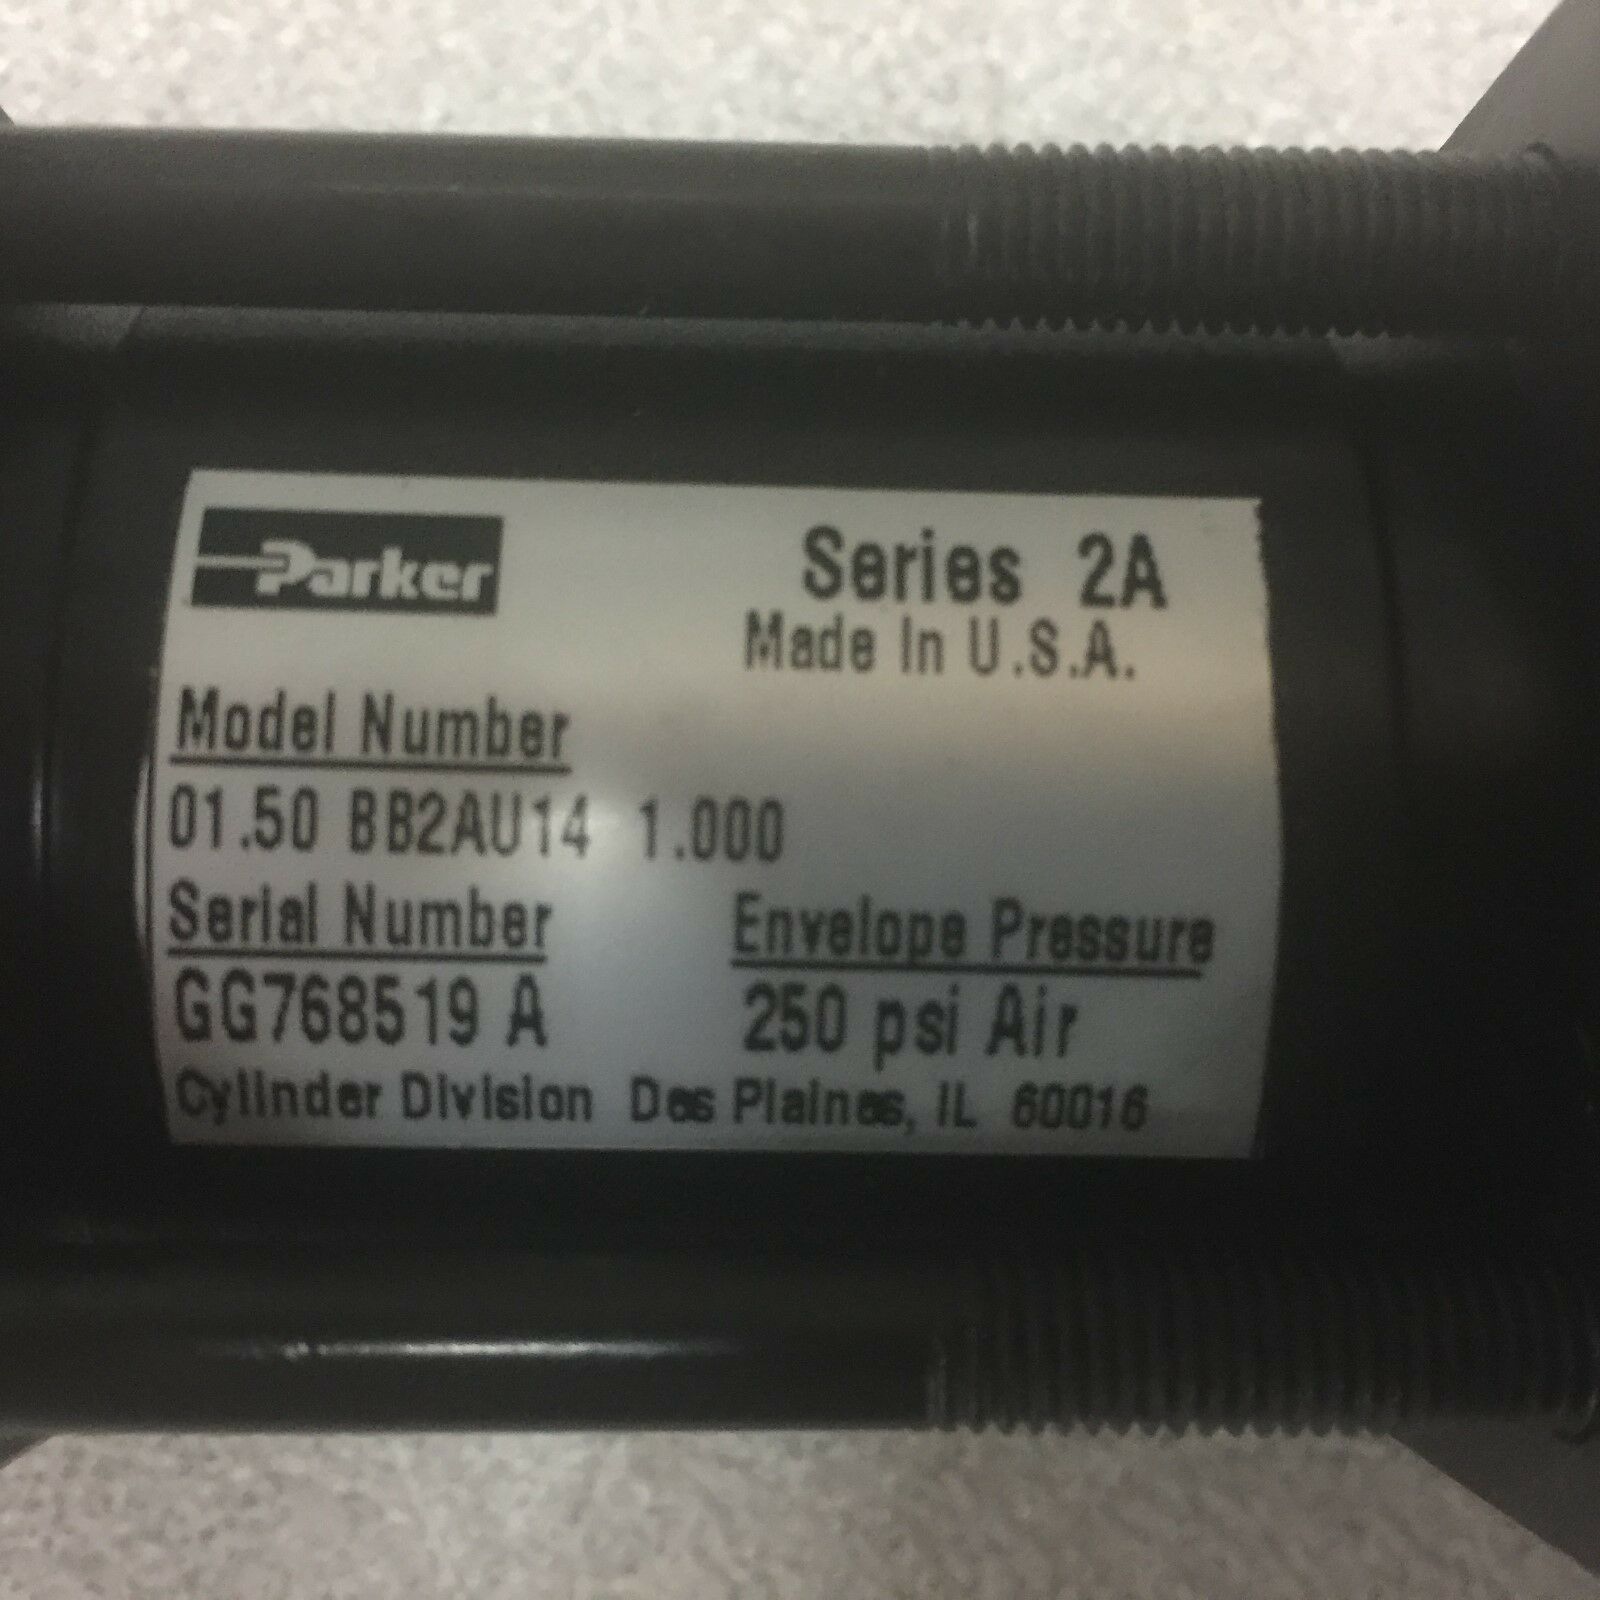 Parker
Series 2A
Made In U.S.A.
Model Number
01.50 BB2AU14 1.000
Serial Number
Envelope Pressure
GG768519 A
250 psi Air
Cylinder Division Des Plaines, IL 60016